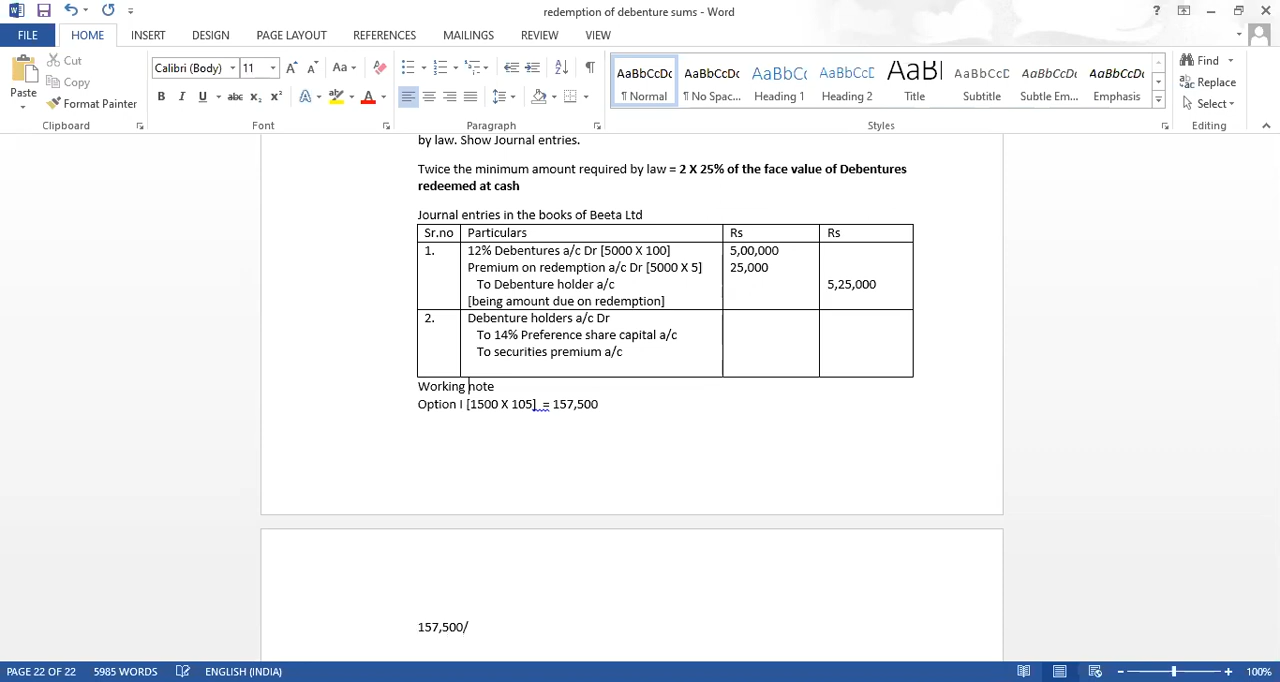 redemption of debenture sums - Word
FILE HOME INSERT DESIGN PAGE LAYOUT REFERENCES MAILINGS REVIEW VIEW
Cut
Copy
Format Painter
Paste
Clipboard
Calibri (Body) 11
Aa
B I U abc X₂ X² A A
Font
Paragraph
AaBbCcDc AaBbCcDc AaBbCc AaBbCcD AaBl AaBbCcD AaBbCcDc AaBbCcDc
¶ Normal ¶ No Spac... Heading 1 Heading 2 Title Subtitle Subtle Em... Emphasis
Styles
Find
Replace
Select
Editing
by law. Show Journal entries.
Twice the minimum amount required by law = 2 X 25% of the face value of Debentures
redeemed at cash
Journal entries in the books of Beeta Ltd
Sr.no Particulars Rs Rs
1. 12% Debentures a/c Dr [5000 X 100] 5,00,000
Premium on redemption a/c Dr [5000 X 5] 25,000
To Debenture holder a/c 5,25,000
[being amount due on redemption]
2. Debenture holders a/c Dr
To 14% Preference share capital a/c
To securities premium a/c
Working note
Option I [1500 X 105] = 157,500
157,500/
PAGE 22 OF 22 5985 WORDS ENGLISH (INDIA) 100%